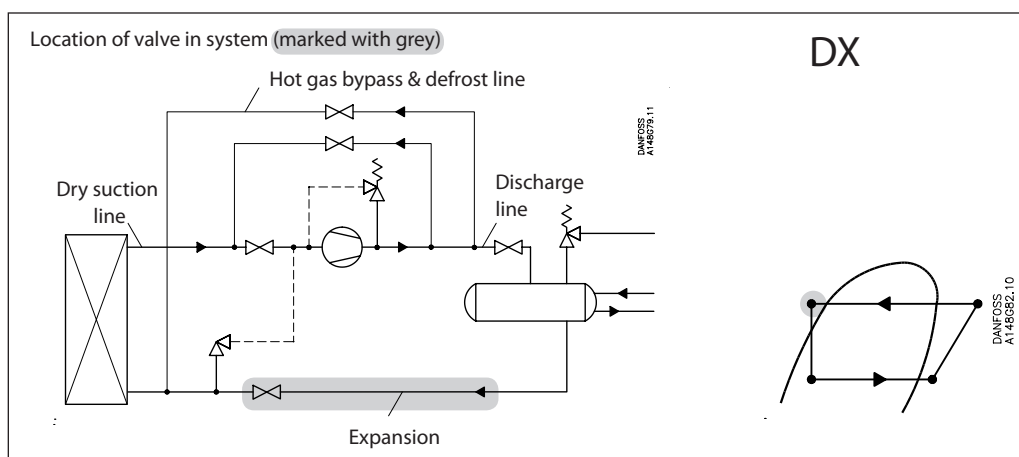 Location of valve in system (marked with grey)
DX
Hot gas bypass & defrost line
DANFOSS
A148G79.11
Dry suction
line
Discharge
line
DANFOSS
A148G82.10
Expansion